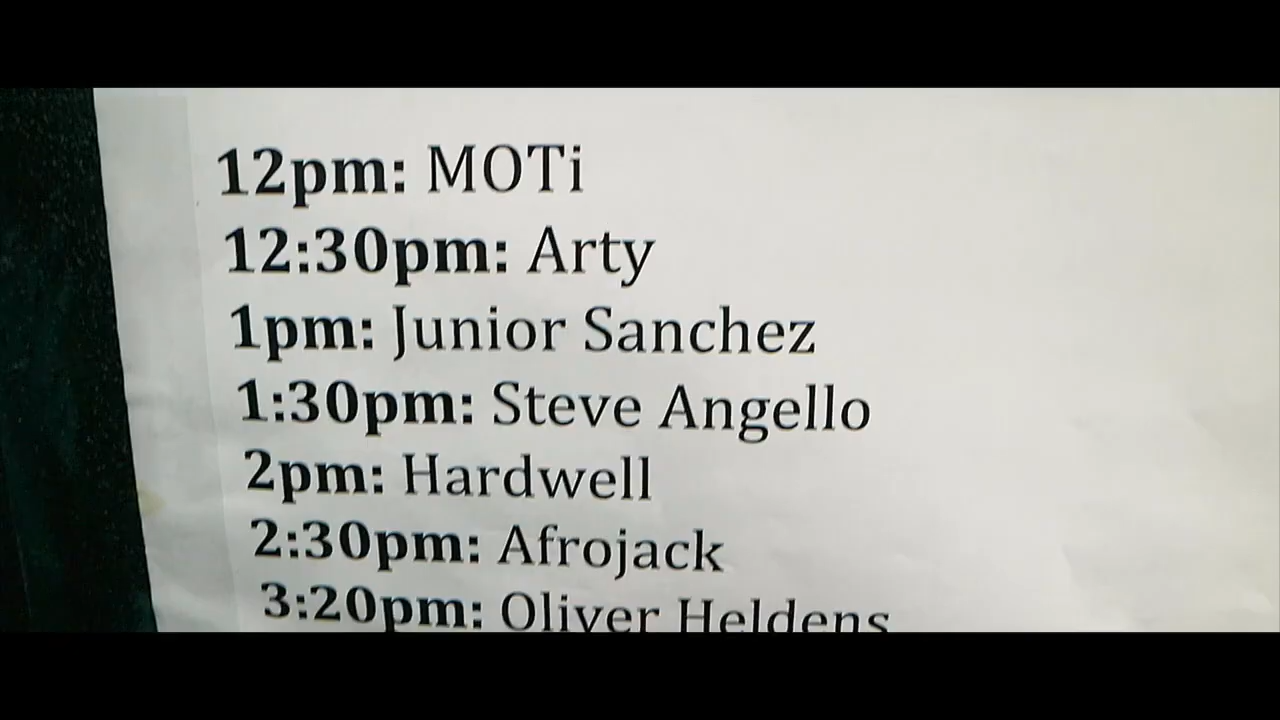 12pm: MOTi
12:30pm: Arty
1pm: Junior Sanchez
1:30pm: Steve Angello
2pm: Hardwell
2:30pm: Afrojack
3:20pm: Oliver Heldens